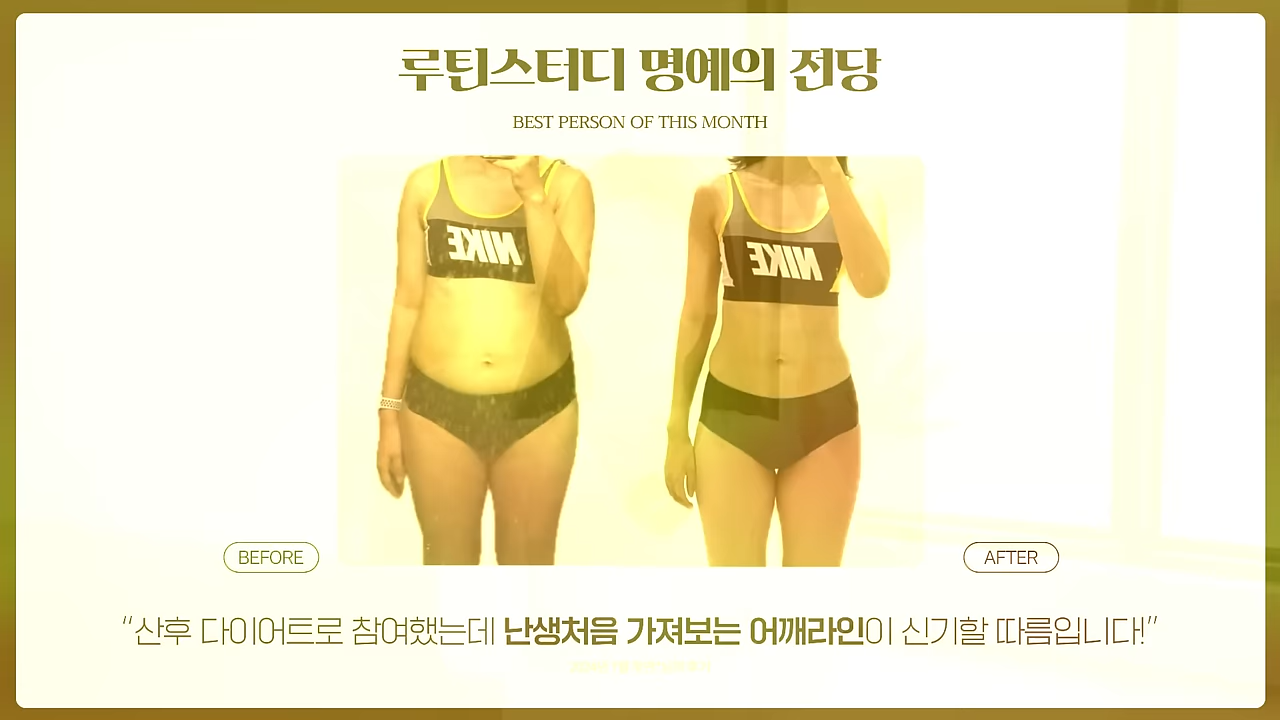 루틴스터디 명예의 전당
BEST PERSON OF THIS MONTH
NIKE
NIKE
BEFORE
AFTER
“산후 다이어트로 참여했는데 난생처음 가져보는 어깨라인이 신기할 따름입니다!”